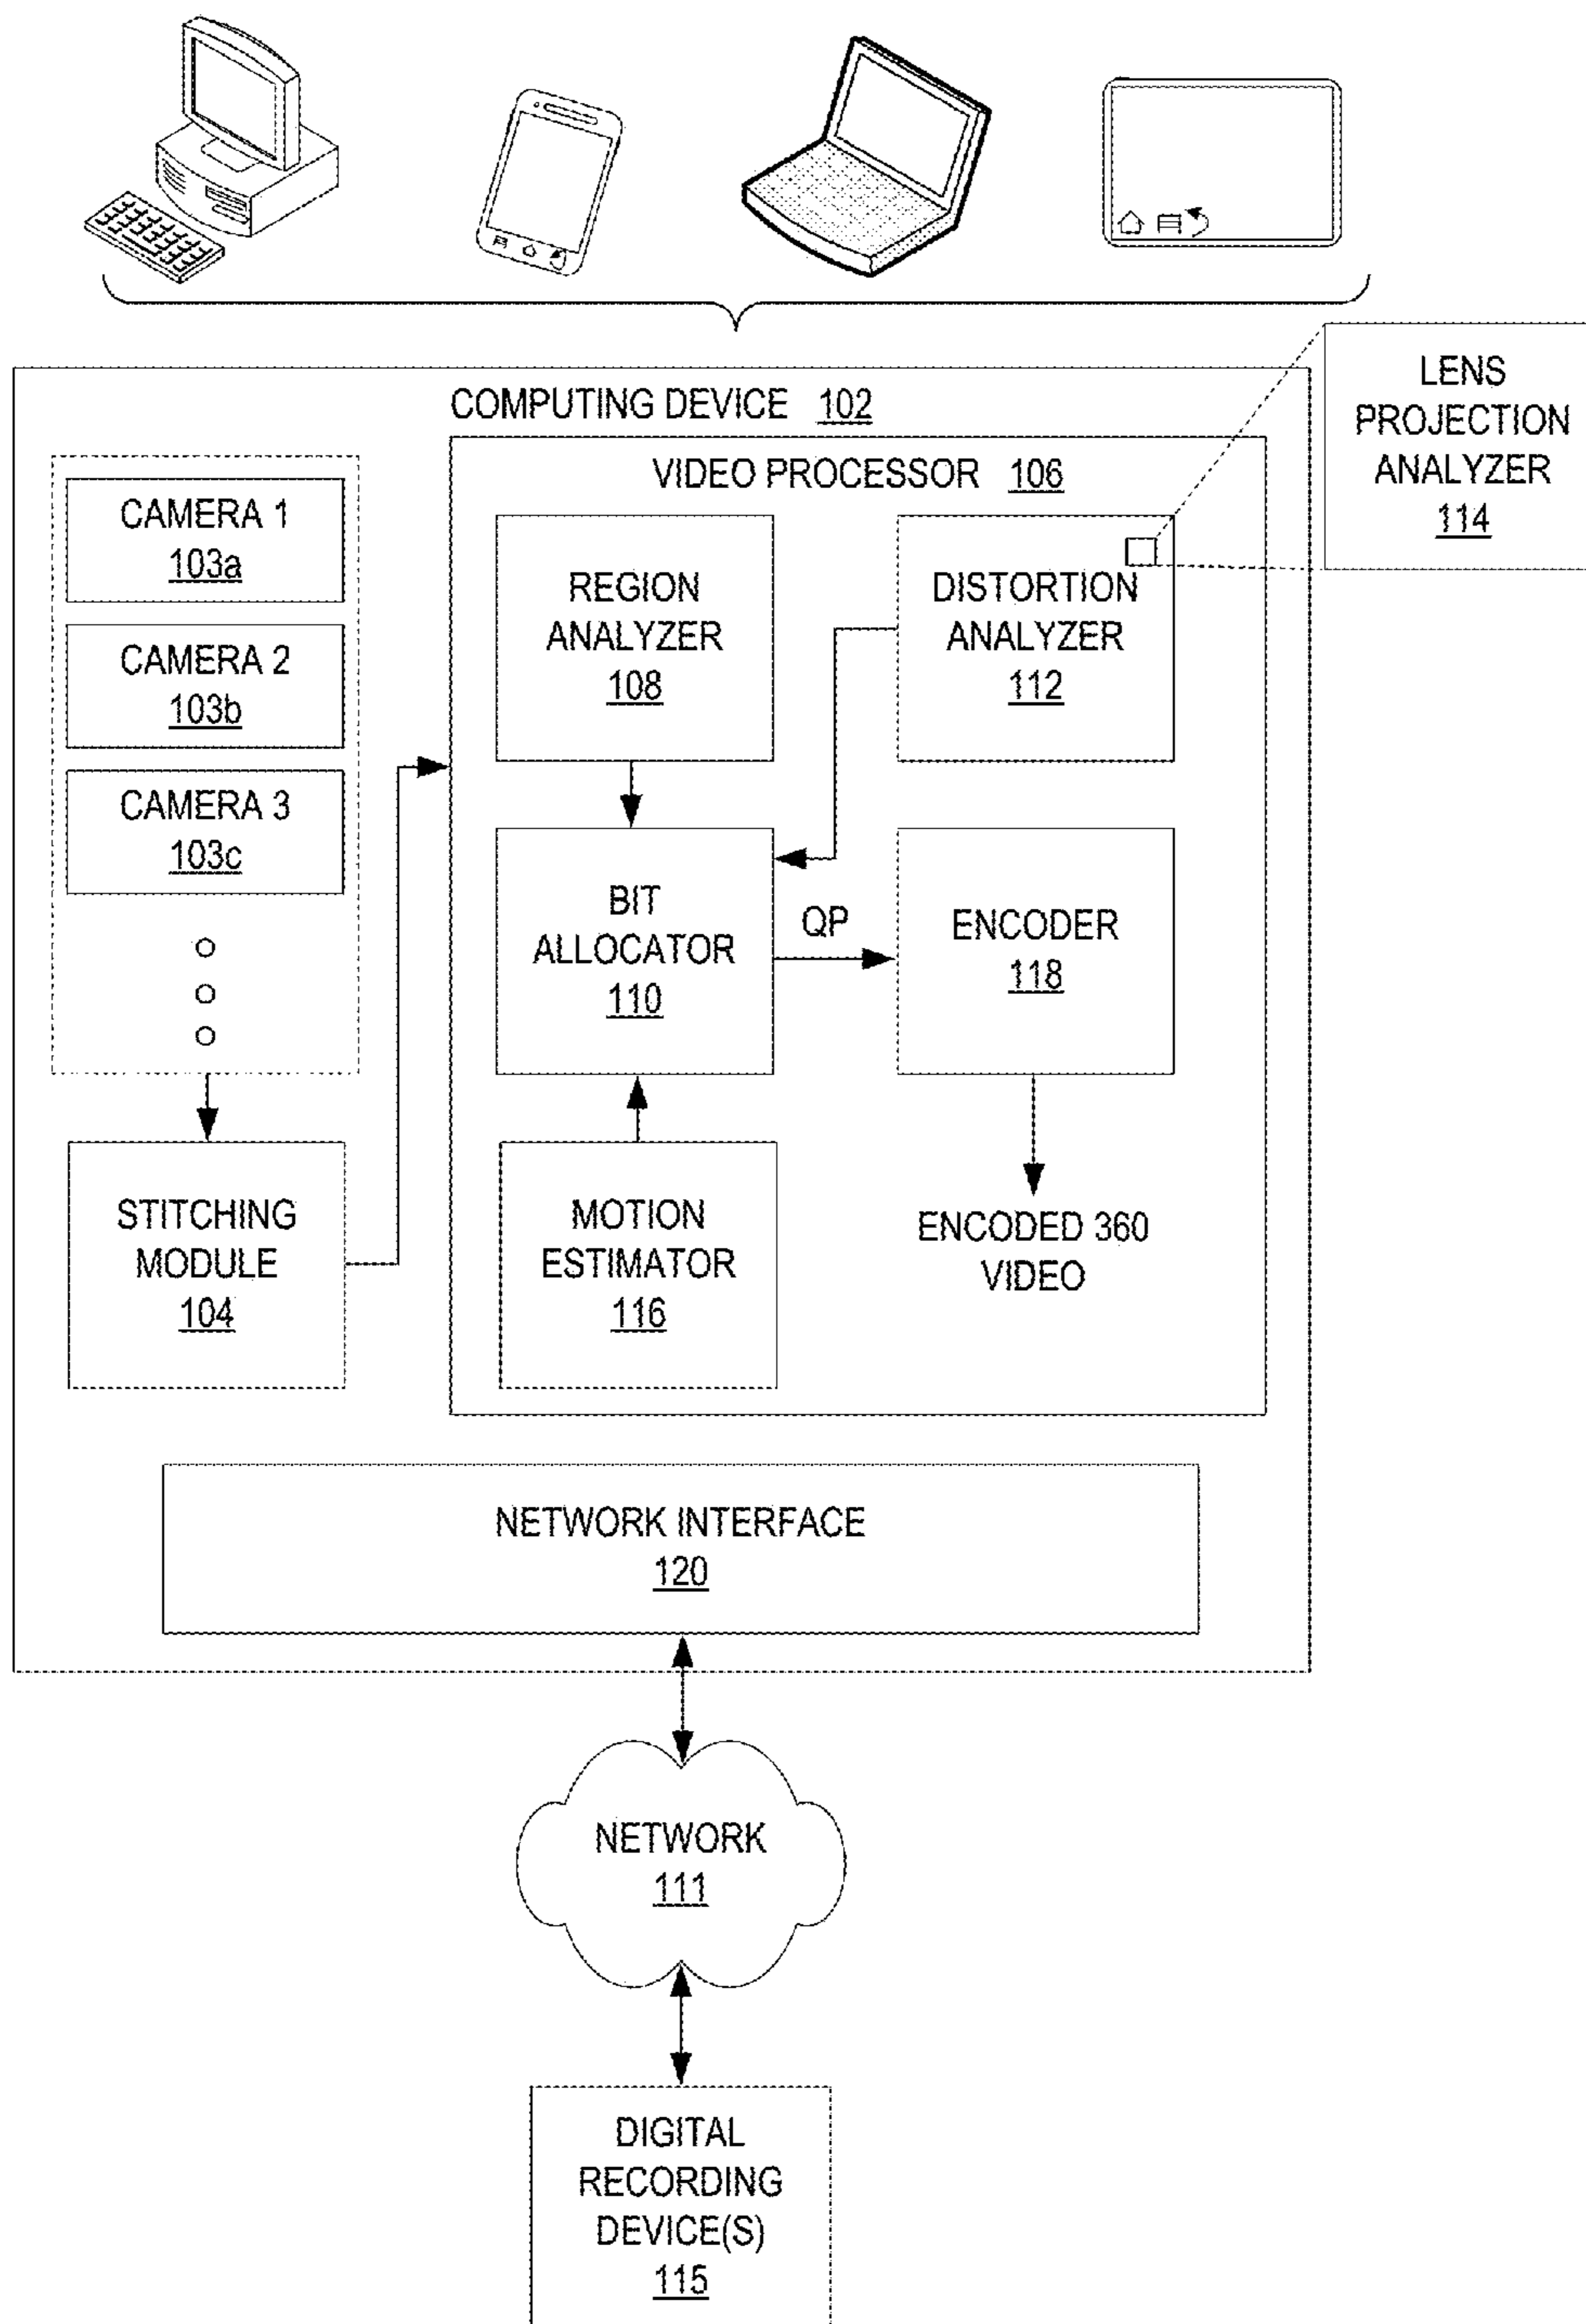 LENS
PROJECTION
ANALYZER
114
COMPUTING DEVICE 102
CAMERA 1
103a
CAMERA 2
103b
CAMERA 3
103c
STITCHING
MODULE
104
VIDEO PROCESSOR 106
REGION
ANALYZER
108
DISTORTION
ANALYZER
112
BIT
ALLOCATOR
110
QP
ENCODER
118
MOTION
ESTIMATOR
116
ENCODED 360
VIDEO
NETWORK INTERFACE
120
NETWORK
111
DIGITAL
RECORDING
DEVICE(S)
115